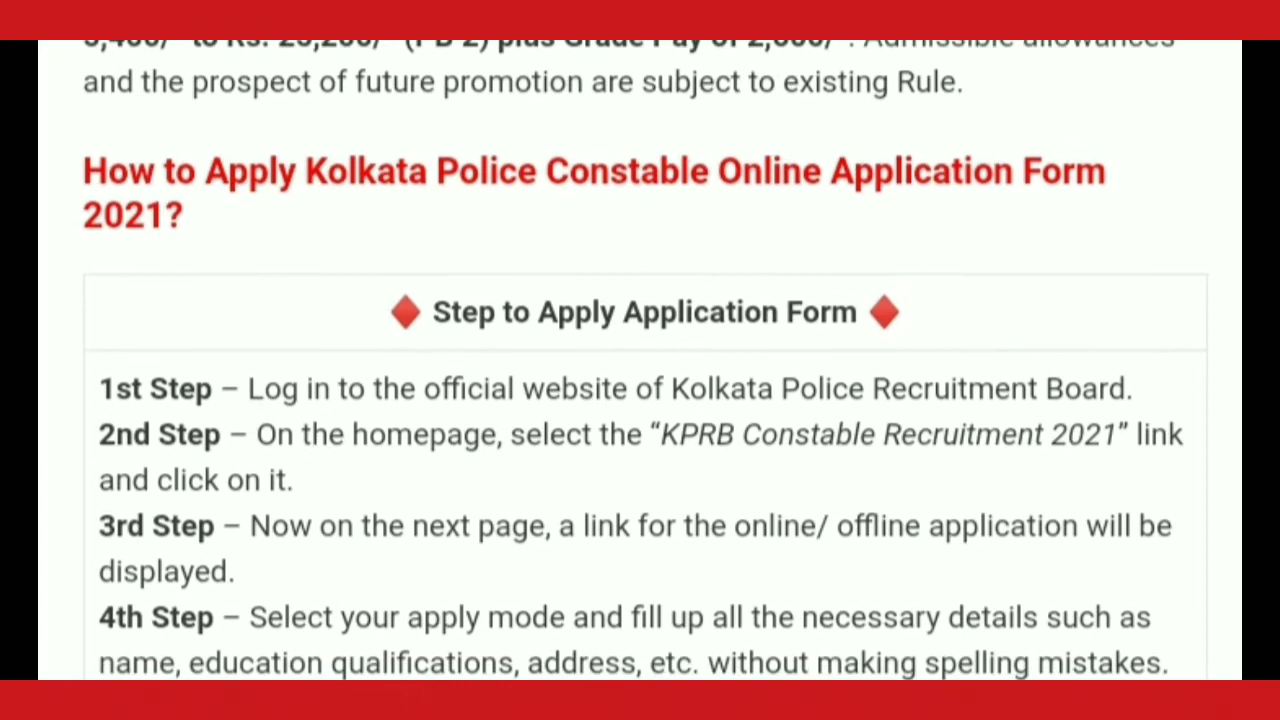 and the prospect of future promotion are subject to existing Rule.
How to Apply Kolkata Police Constable Online Application Form
2021?
♦ Step to Apply Application Form ♦
1st Step – Log in to the official website of Kolkata Police Recruitment Board.
2nd Step – On the homepage, select the “KPRB Constable Recruitment 2021” link
and click on it.
3rd Step – Now on the next page, a link for the online/ offline application will be
displayed.
4th Step – Select your apply mode and fill up all the necessary details such as
name, education qualifications, address, etc. without making spelling mistakes.